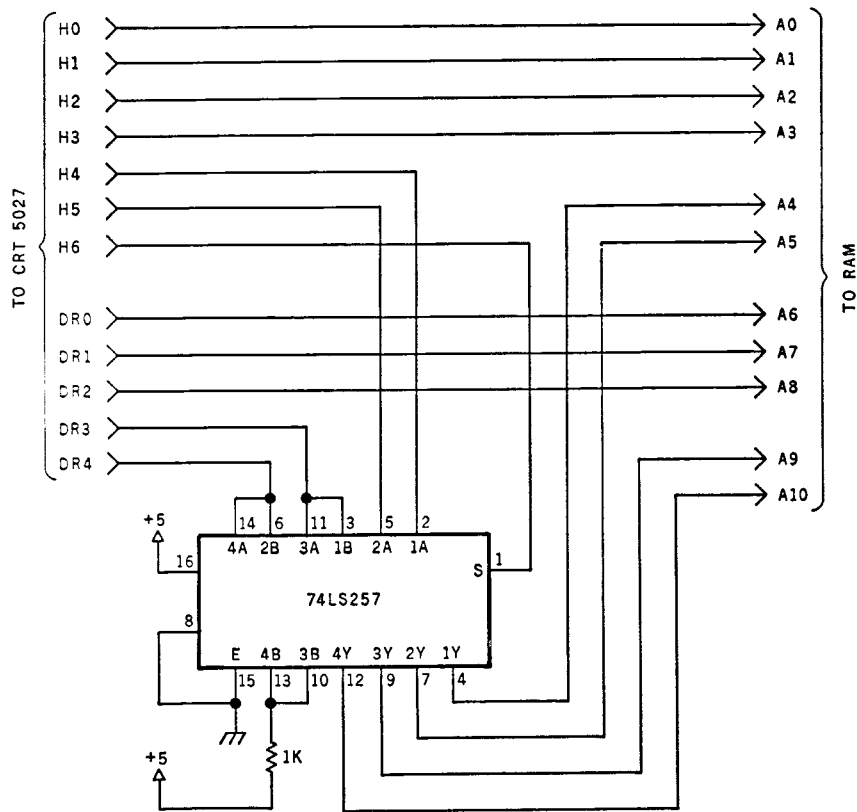 TO CRT 5027
H0
H1
H2
H3
H4
H5
H6
DR0
DR1
DR2
DR3
DR4
A0
A1
A2
A3
A4
A5
A6
A7
A8
A9
A10
TO RAM
+5
14 6 11 3 5 2
4A 2B 3A 1B 2A 1A
16
S 1
74LS257
8
E 4B 3B 4Y 3Y 2Y 1Y
15 13 10 12 9 7 4
1K
+5